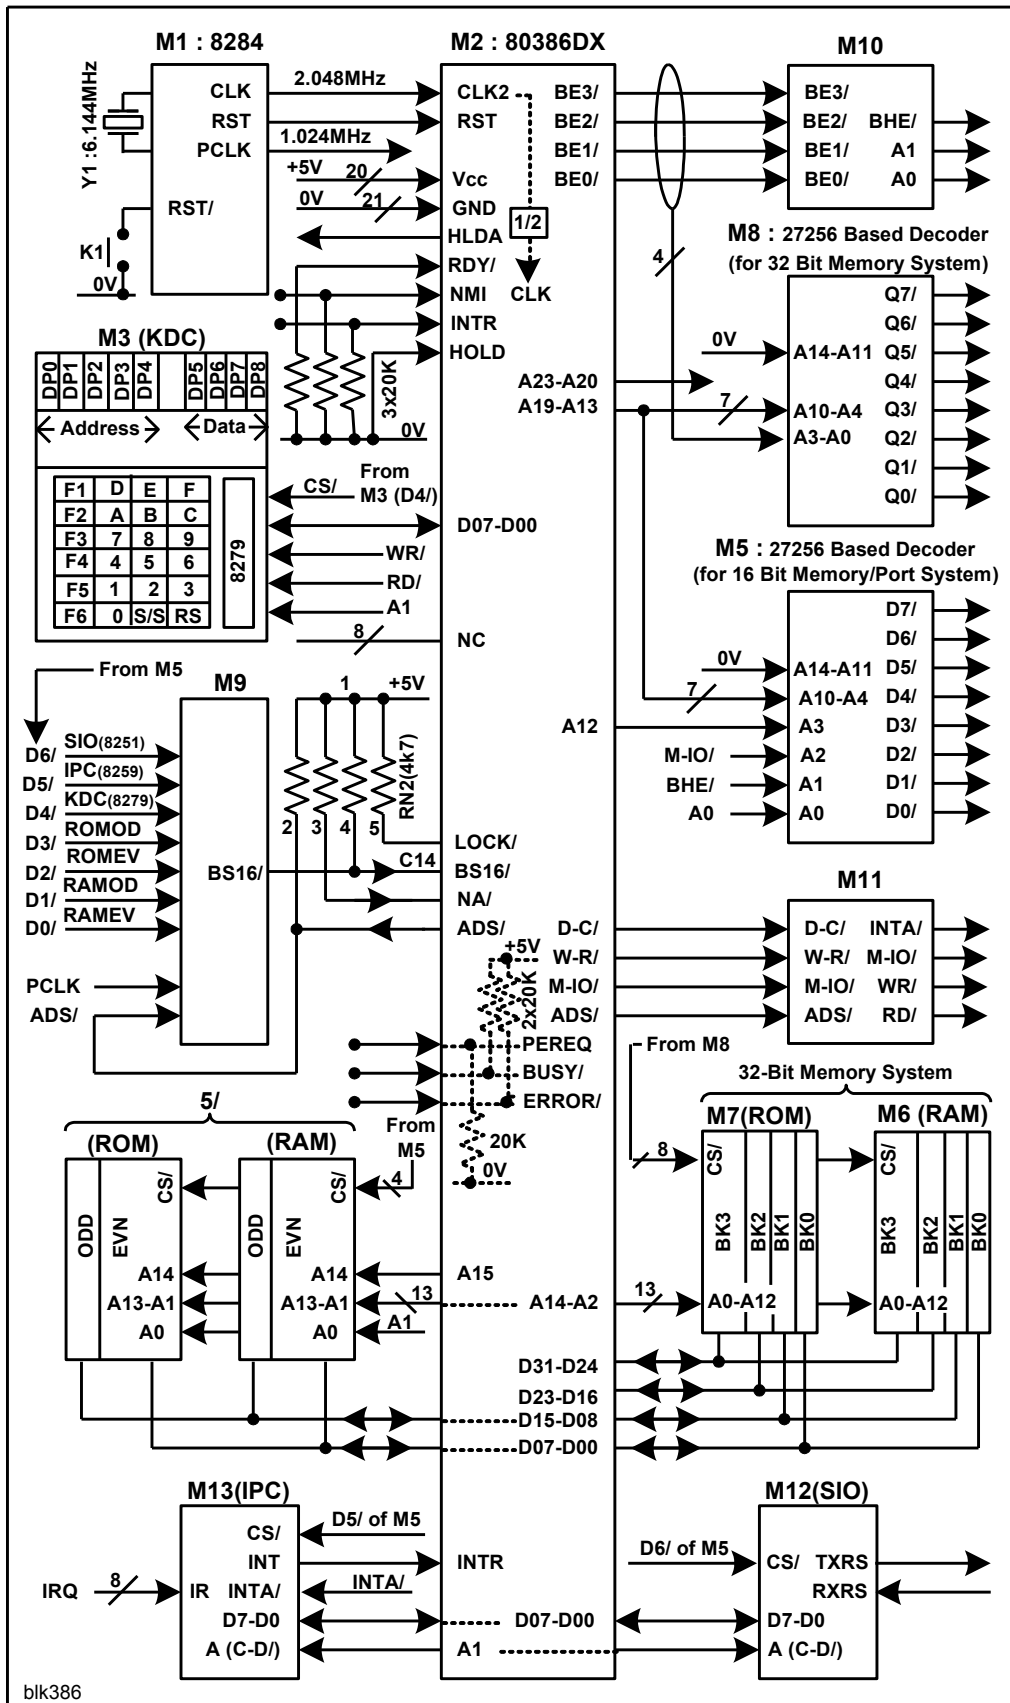 M1 : 8284
M2 : 80386DX
M10
Y1 :6.144MHz
CLK
RST
PCLK
RST/
K1
0V
2.048MHz
1.024MHz
+5V
20
0V
21
CLK2
RST
Vcc
GND
HLDA
RDY/
NMI
INTR
HOLD
1/2
CLK
3x20K
0V
BE3/
BE2/
BE1/
BE0/
BE3/
BE2/
BE1/
BE0/
BHE/
A1
A0
4
M8 : 27256 Based Decoder
(for 32 Bit Memory System)
0V
A14-A11
A10-A4
A3-A0
Q7/
Q6/
Q5/
Q4/
Q3/
Q2/
Q1/
Q0/
A23-A20
A19-A13
7
M3 (KDC)
DP0
DP1
DP2
DP3
DP4
DP5
DP6
DP7
DP8
Address
Data
F1 D E F
F2 A B C
F3 7 8 9
F4 4 5 6
F5 1 2 3
F6 0 S/S RS
8279
CS/
From
M3 (D4/)
D07-D00
WR/
RD/
A1
8
NC
M5 : 27256 Based Decoder
(for 16 Bit Memory/Port System)
0V
A14-A11
7
A10-A4
A12
A3
M-IO/
A2
BHE/
A1
A0
A0
D7/
D6/
D5/
D4/
D3/
D2/
D1/
D0/
From M5
M9
D6/ SIO(8251)
D5/ IPC(8259)
D4/ KDC(8279)
D3/ ROMOD
D2/ ROMEV
D1/ RAMOD
D0/ RAMEV
BS16/
PCLK
ADS/
1
+5V
RN2(4k7)
2
3
4
5
LOCK/
C14
BS16/
NA/
ADS/
M11
D-C/
W-R/
M-IO/
ADS/
D-C/
W-R/
M-IO/
ADS/
INTA/
M-IO/
WR/
RD/
+5V
2x20K
PEREQ
BUSY/
ERROR/
20K
0V
From M8
32-Bit Memory System
M7(ROM)
M6 (RAM)
8
CS/
BK3
BK2
BK1
BK0
A0-A12
CS/
BK3
BK2
BK1
BK0
A0-A12
5/
(ROM)
(RAM)
From
M5
4
ODD
EVN
CS/
A14
A13-A1
A0
ODD
EVN
CS/
A14
A13-A1
A0
A15
13
A1
A14-A2
13
D31-D24
D23-D16
D15-D08
D07-D00
M13(IPC)
M12(SIO)
CS/
D5/ of M5
INT
INTR
IRQ
8
IR
INTA/
INTA/
D7-D0
D07-D00
A (C-D/)
A1
D6/ of M5
CS/
TXRS
RXRS
D7-D0
A (C-D/)
blk386